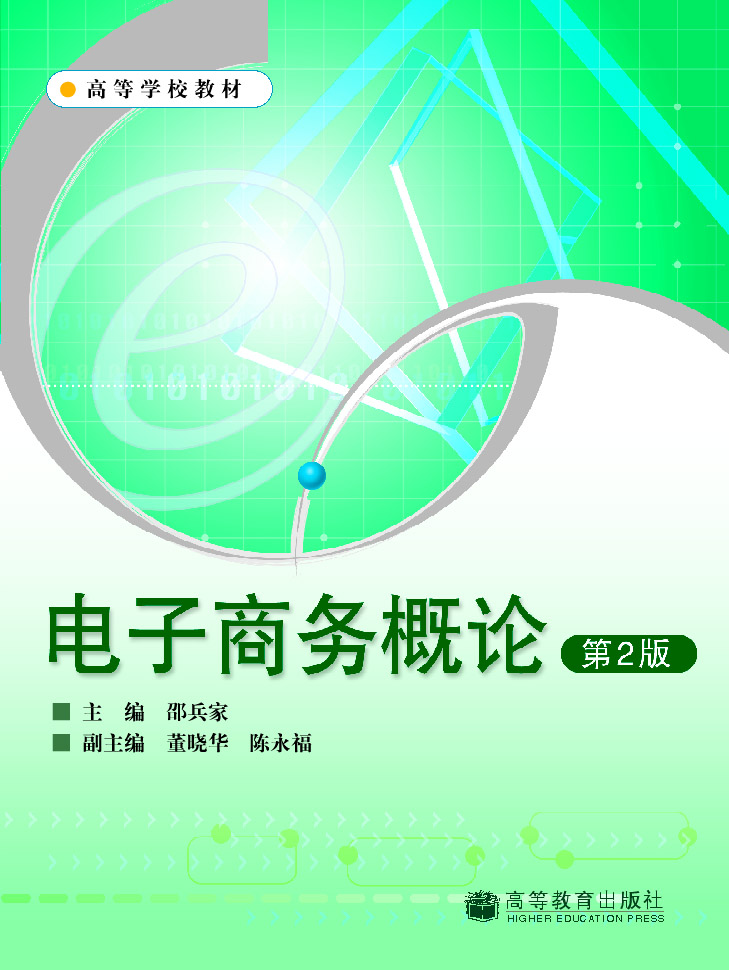 高等学校教材
电子商务概论 第2版
主 编 邵兵家
副主编 董晓华 陈永福
高等教育出版社
HIGHER EDUCATION PRESS